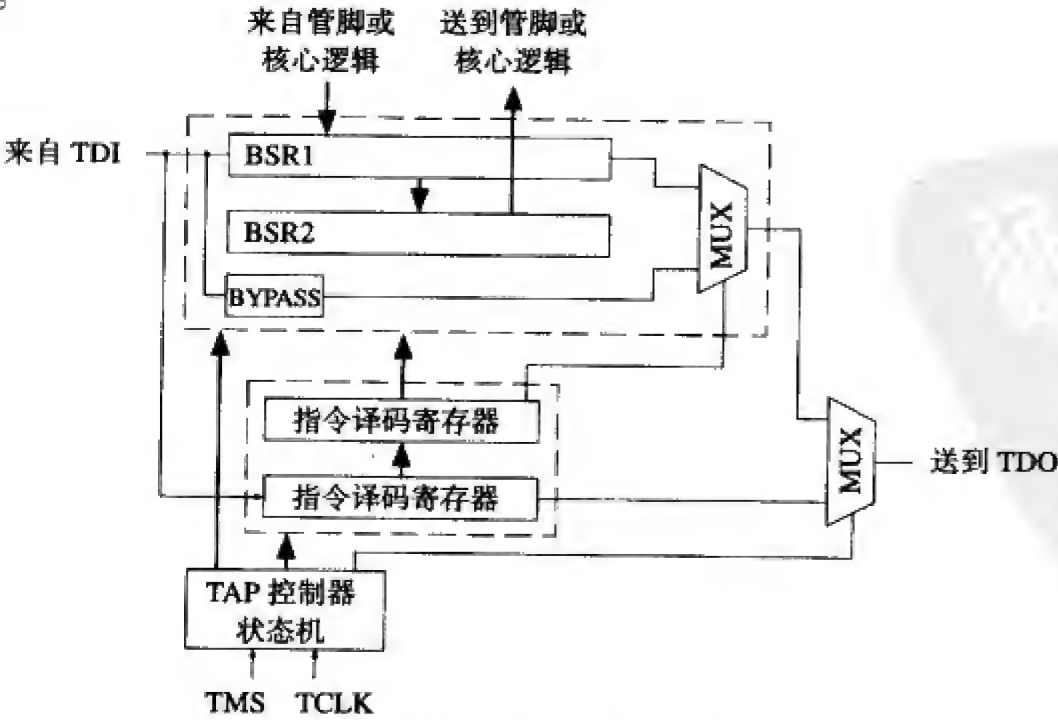 来自管脚或
核心逻辑
送到管脚或
核心逻辑
来自 TDI
BSR1
BSR2
BYPASS
MUX
指令译码寄存器
指令译码寄存器
MUX
送到 TDO
TAP 控制器
状态机
TMS TCLK